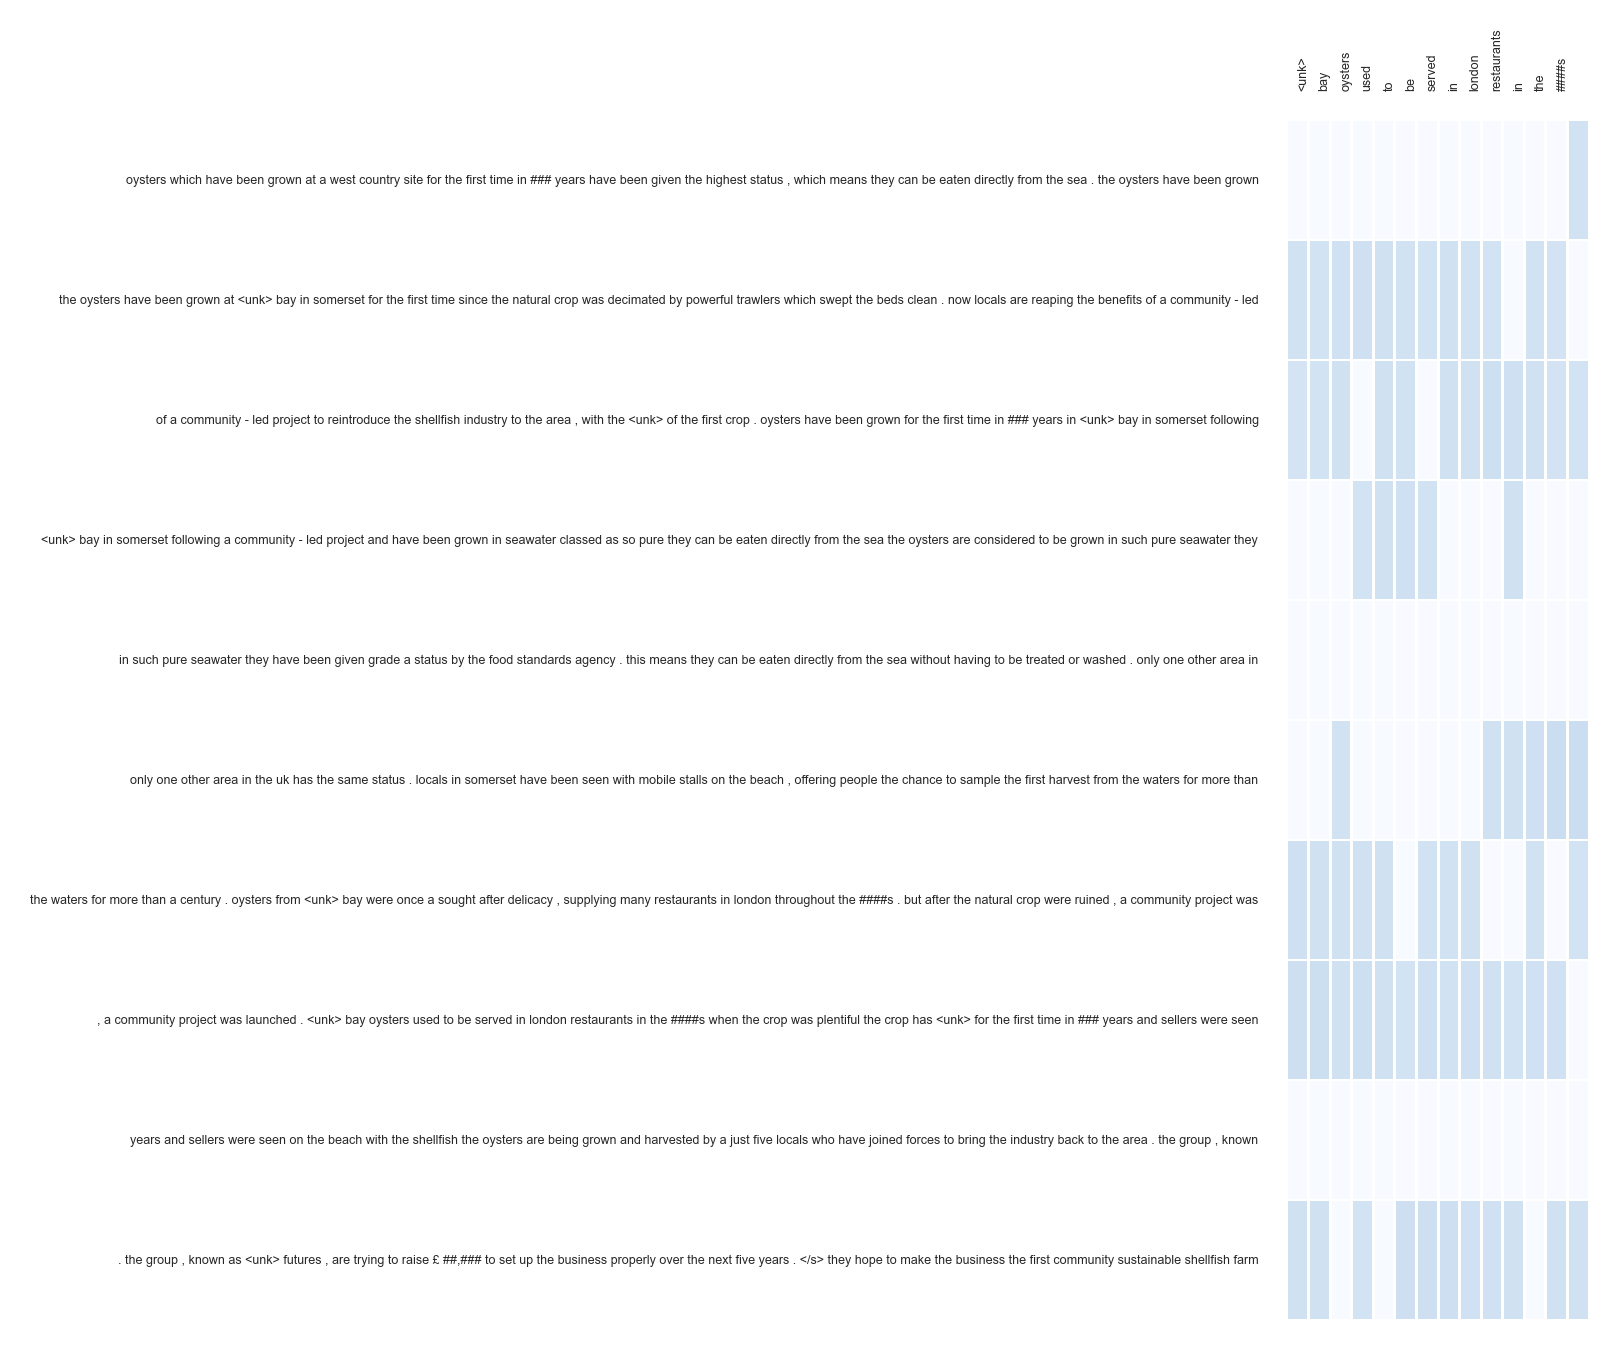 <unk>
bay
oysters
used
to
be
served
in
london
restaurants
in
the
####s
oysters which have been grown at a west country site for the first time in ### years have been given the highest status , which means they can be eaten directly from the sea . the oysters have been grown
the oysters have been grown at <unk> bay in somerset for the first time since the natural crop was decimated by powerful trawlers which swept the beds clean . now locals are reaping the benefits of a community - led
of a community - led project to reintroduce the shellfish industry to the area , with the <unk> of the first crop . oysters have been grown for the first time in ### years in <unk> bay in somerset following
<unk> bay in somerset following a community - led project and have been grown in seawater classed as so pure they can be eaten directly from the sea the oysters are considered to be grown in such pure seawater they
in such pure seawater they have been given grade a status by the food standards agency . this means they can be eaten directly from the sea without having to be treated or washed . only one other area in
only one other area in the uk has the same status . locals in somerset have been seen with mobile stalls on the beach , offering people the chance to sample the first harvest from the waters for more than
the waters for more than a century . oysters from <unk> bay were once a sought after delicacy , supplying many restaurants in london throughout the ####s . but after the natural crop were ruined , a community project was
, a community project was launched . <unk> bay oysters used to be served in london restaurants in the ####s when the crop was plentiful the crop has <unk> for the first time in ### years and sellers were seen
years and sellers were seen on the beach with the shellfish the oysters are being grown and harvested by a just five locals who have joined forces to bring the industry back to the area . the group , known
. the group , known as <unk> futures , are trying to raise £ ##,### to set up the business properly over the next five years . </s> they hope to make the business the first community sustainable shellfish farm